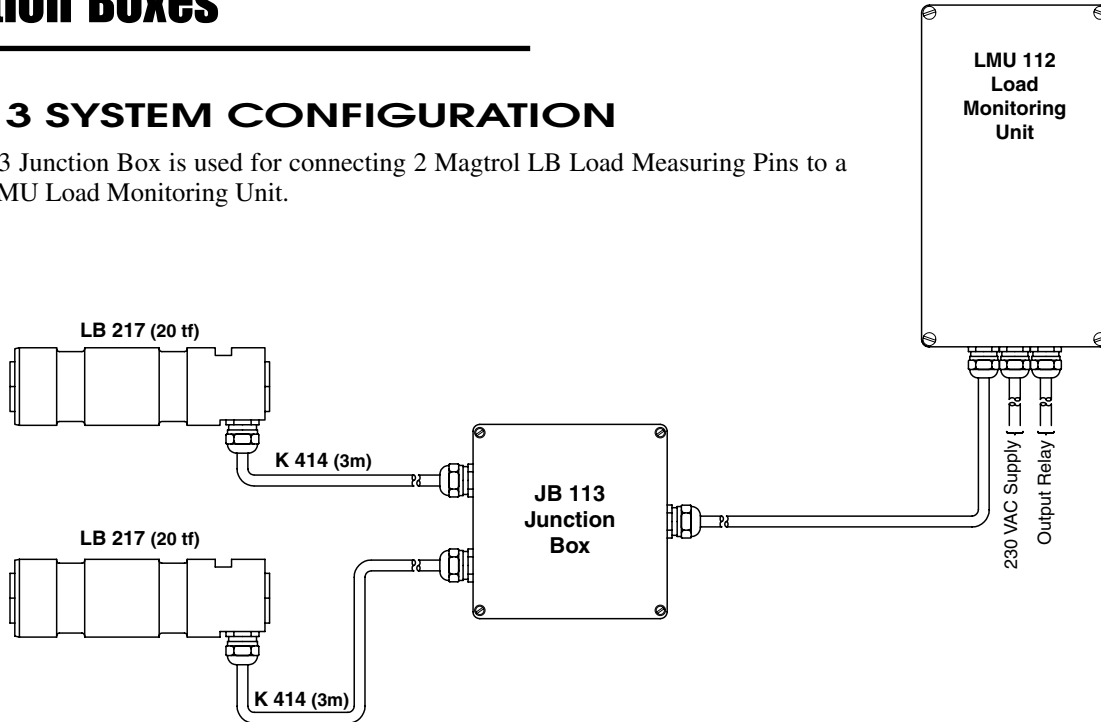 tion Boxes
3 SYSTEM CONFIGURATION
3 Junction Box is used for connecting 2 Magtrol LB Load Measuring Pins to a
MU Load Monitoring Unit.
LMU 112
Load
Monitoring
Unit
LB 217 (20 tf)
K 414 (3m)
JB 113
Junction
Box
LB 217 (20 tf)
K 414 (3m)
230 VAC Supply {
Output Relay {